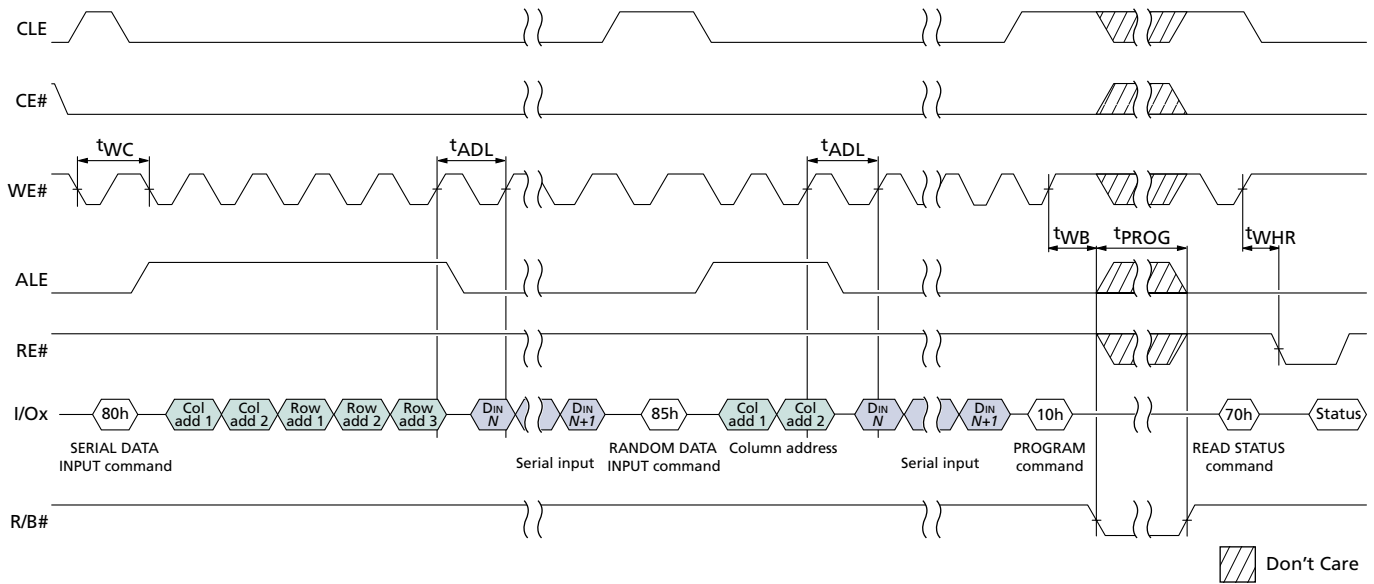 CLE
CE#
tWC
tADL
tADL
WE#
tWB
tPROG
tWHR
ALE
RE#
I/Ox
80h
Col add 1
Col add 2
Row add 1
Row add 2
Row add 3
DIN N
DIN N+1
85h
Col add 1
Col add 2
DIN N
DIN N+1
10h
70h
Status
SERIAL DATA
INPUT command
Serial input
RANDOM DATA
INPUT command
Column address
Serial input
PROGRAM
command
READ STATUS
command
R/B#
Don't Care